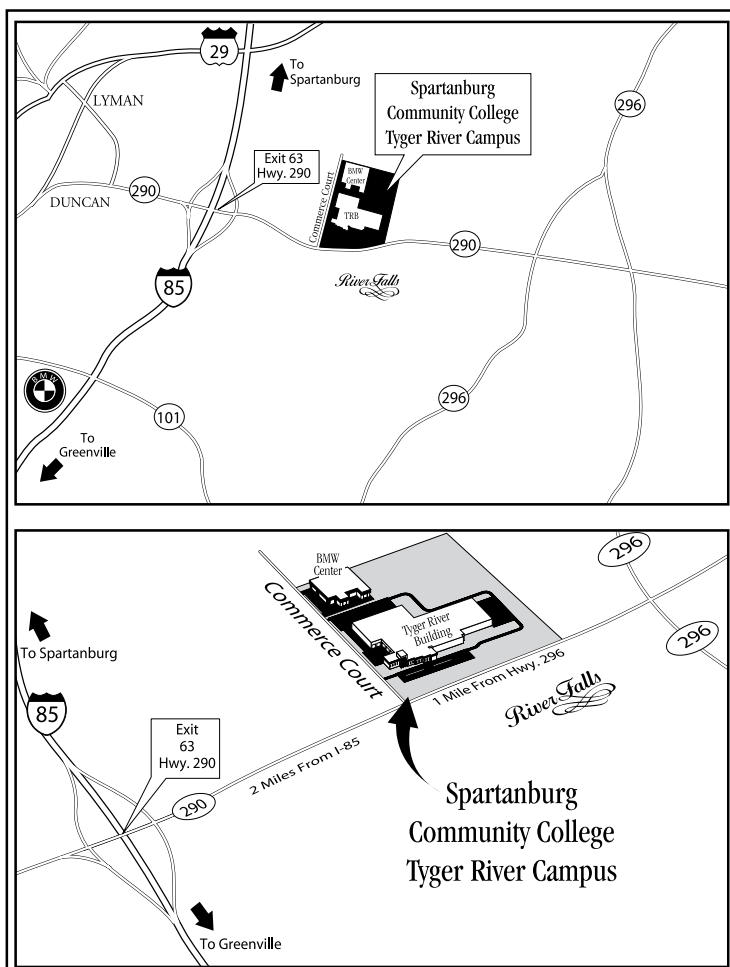 29
To
Spartanburg
Spartanburg
Community College
Tyger River Campus
296
LYMAN
Exit 63
Hwy. 290
BMW
Center
290
DUNCAN
Commerce Court
TRB
290
85
River Falls
BMW
296
101
To
Greenville
BMW
Center
296
Commerce Court
Tyger River
Building
To Spartanburg
296
1 Mile From Hwy. 296
River Falls
85
Exit
63
Hwy. 290
2 Miles From I-85
290
Spartanburg
Community College
Tyger River Campus
To Greenville